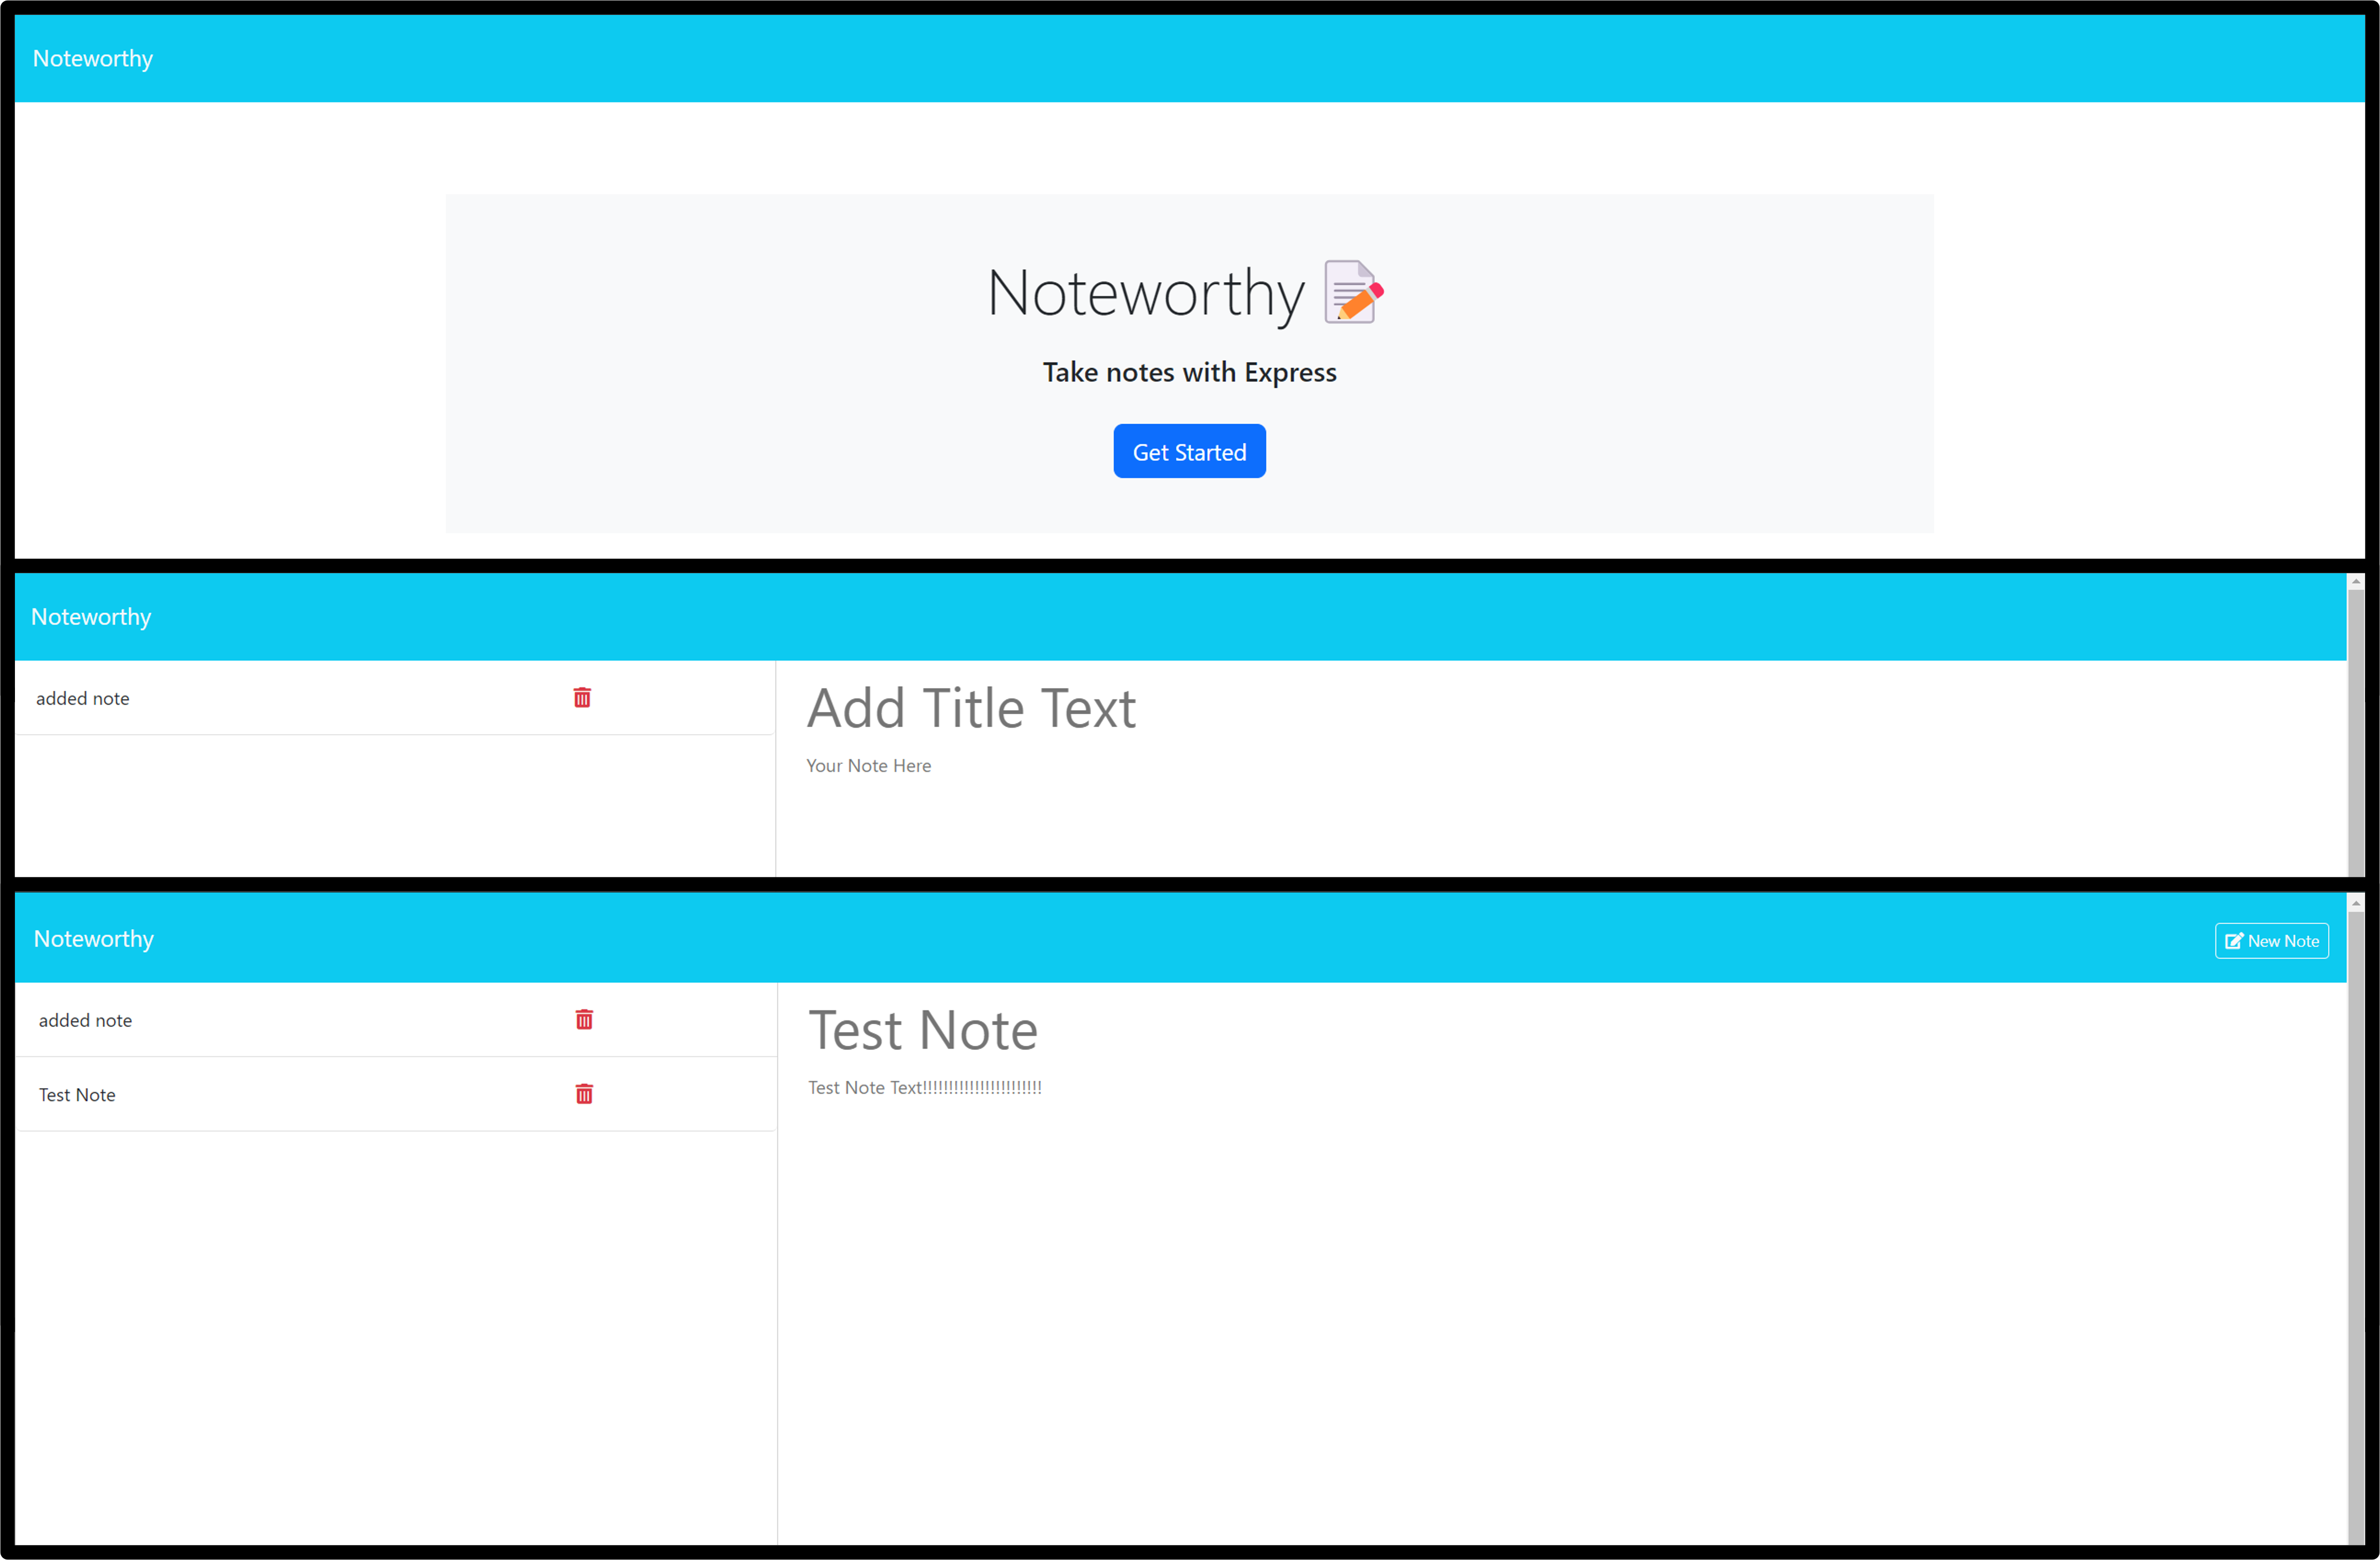 Noteworthy
Noteworthy
Take notes with Express
Get Started
Noteworthy
added note
Add Title Text
Your Note Here
Noteworthy
New Note
added note
Test Note
Test Note
Test Note Text!!!!!!!!!!!!!!!!!!!!!!!